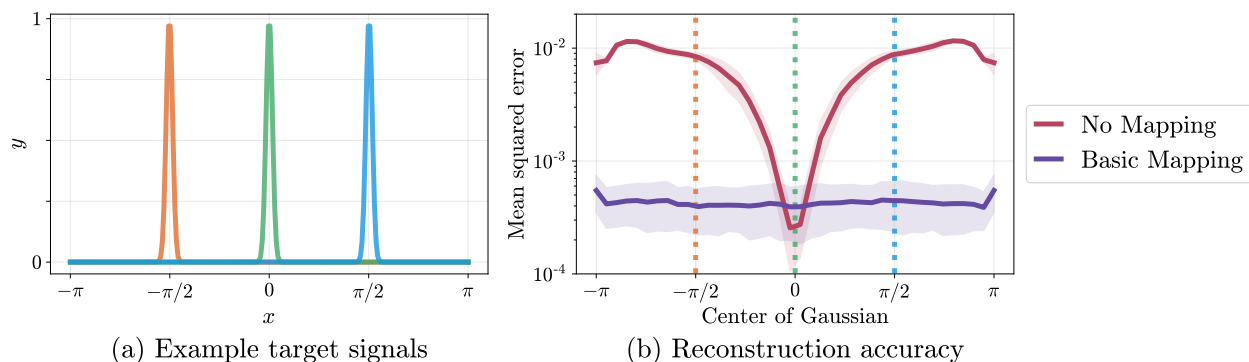 1
y
0
−π
−π/2
0
π/2
π
x
(a) Example target signals
Mean squared error
10⁻²
10⁻³
10⁻⁴
−π
−π/2
0
π/2
π
Center of Gaussian
(b) Reconstruction accuracy
No Mapping
Basic Mapping